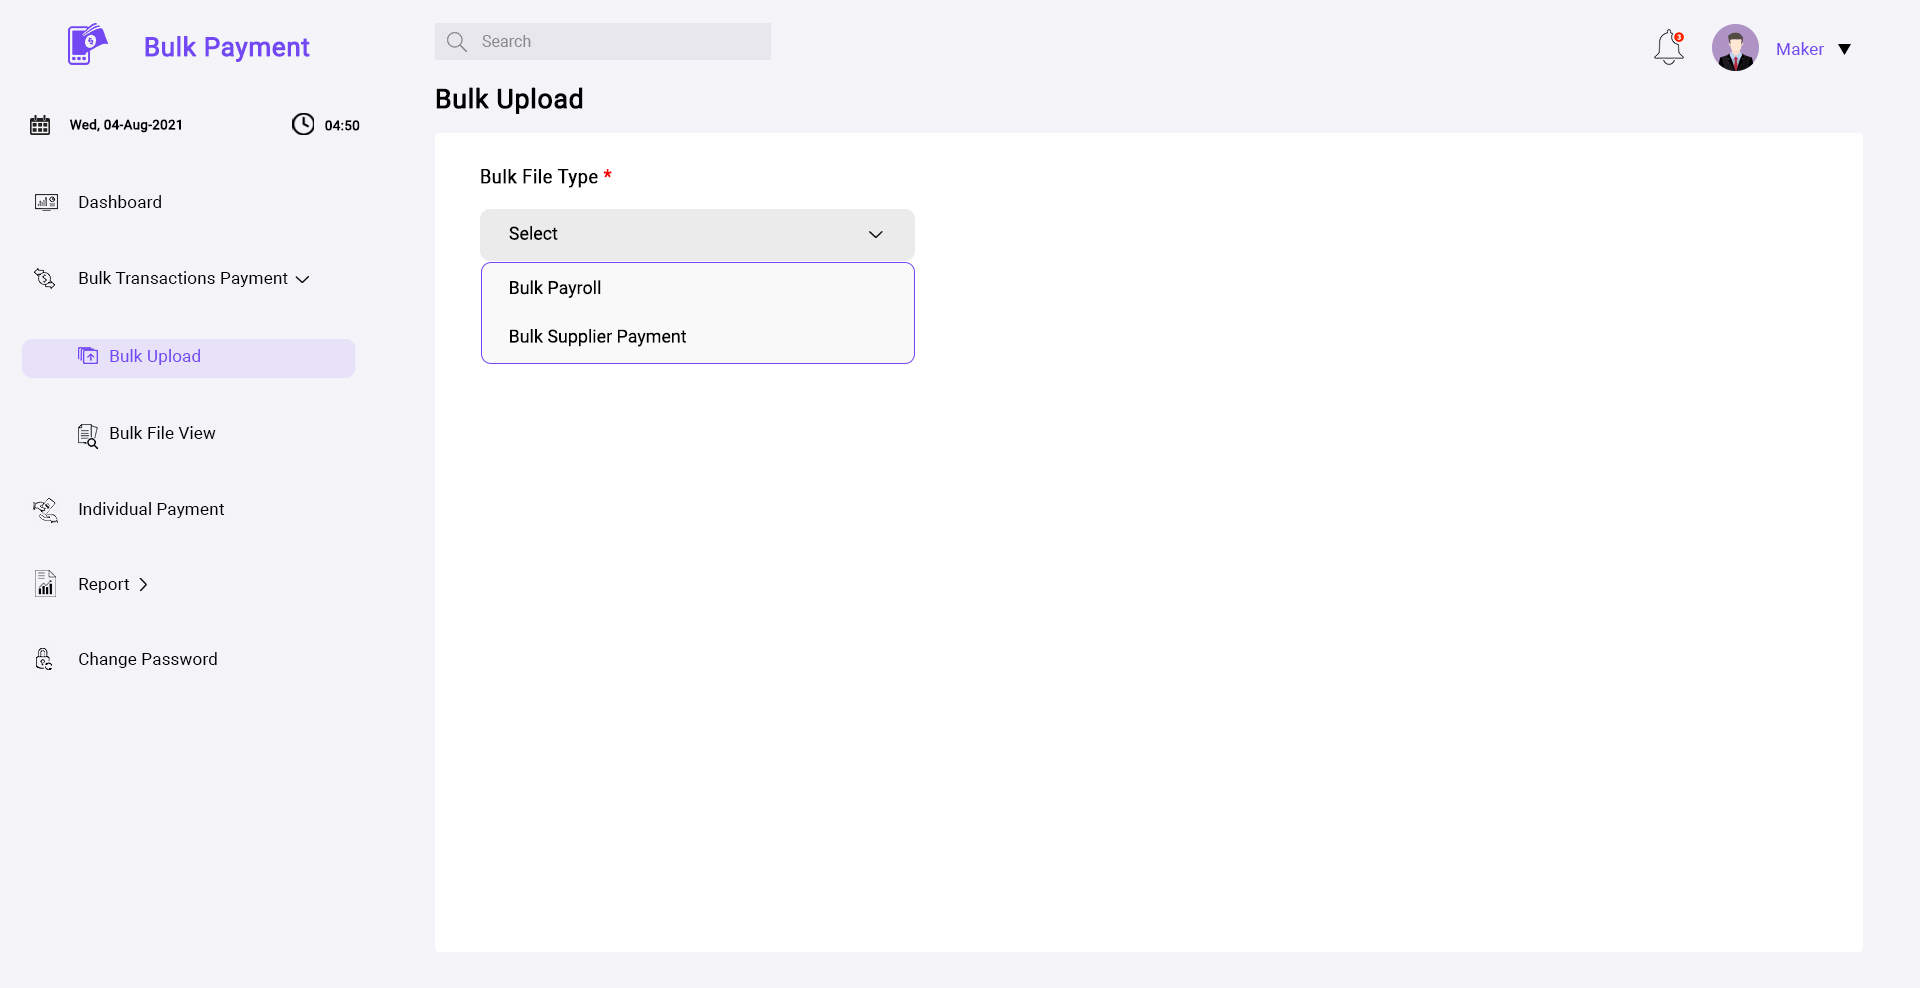 Bulk Payment
Search
3
Maker
Bulk Upload
Wed, 04-Aug-2021
04:50
Bulk File Type *
Dashboard
Select
Bulk Transactions Payment
Bulk Payroll
Bulk Supplier Payment
Bulk Upload
Bulk File View
Individual Payment
Report
Change Password